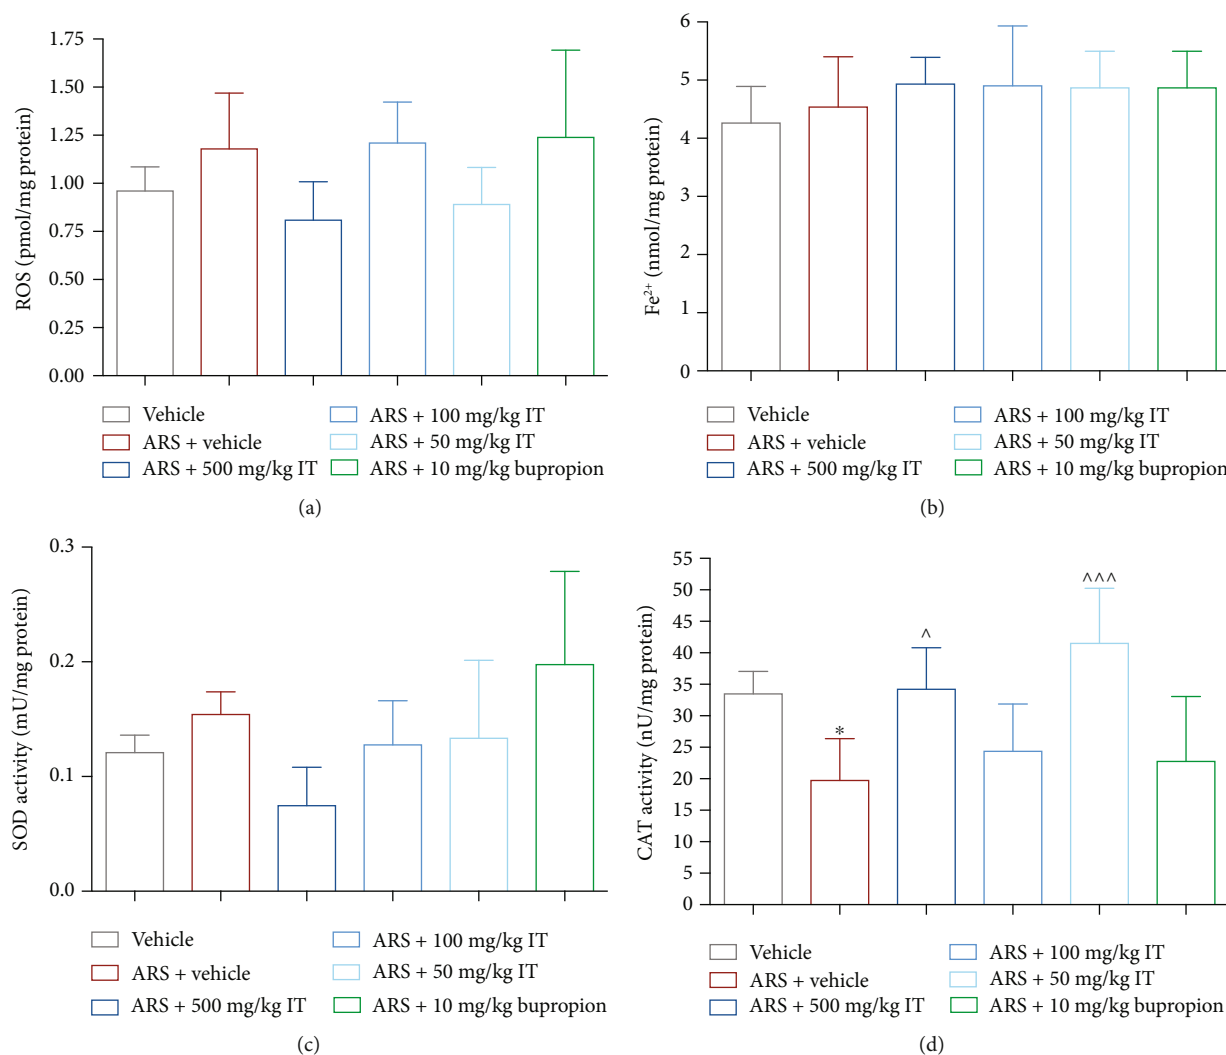 1.75
1.50
1.25
1.00
0.75
0.50
0.25
0.00
ROS (pmol/mg protein)
Vehicle
ARS + vehicle
ARS + 500 mg/kg IT
ARS + 100 mg/kg IT
ARS + 50 mg/kg IT
ARS + 10 mg/kg bupropion
(a)
6
5
4
3
2
1
0
Fe²⁺ (nmol/mg protein)
Vehicle
ARS + vehicle
ARS + 500 mg/kg IT
ARS + 100 mg/kg IT
ARS + 50 mg/kg IT
ARS + 10 mg/kg bupropion
(b)
0.3
0.2
0.1
0.0
SOD activity (mU/mg protein)
Vehicle
ARS + vehicle
ARS + 500 mg/kg IT
ARS + 100 mg/kg IT
ARS + 50 mg/kg IT
ARS + 10 mg/kg bupropion
(c)
55
50
45
40
35
30
25
20
15
10
5
0
CAT activity (nU/mg protein)
*
^
^^^
Vehicle
ARS + vehicle
ARS + 500 mg/kg IT
ARS + 100 mg/kg IT
ARS + 50 mg/kg IT
ARS + 10 mg/kg bupropion
(d)